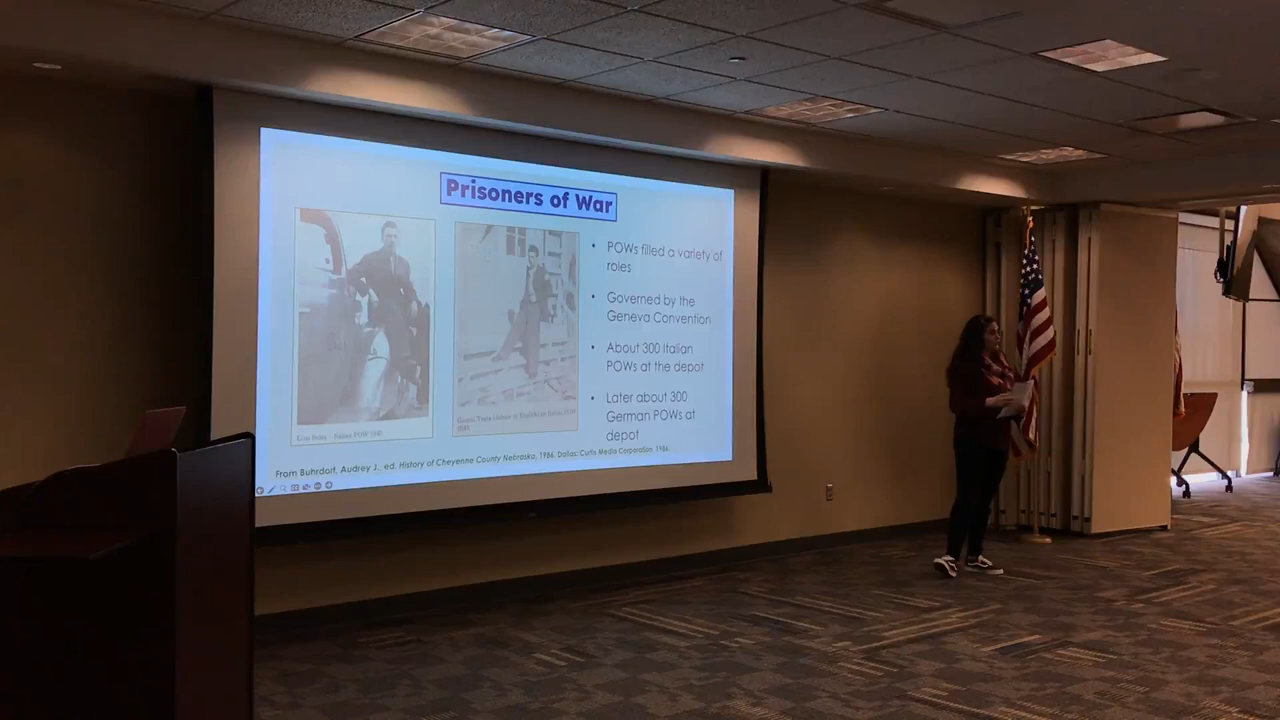 Prisoners of War
POWs filled a variety of
roles
Governed by the
Geneva Convention
About 300 Italian
POWs at the depot
Later about 300
German POWs at
depot
Italian POW
From Buhrdorf, Audrey J., ed. History of Cheyenne County Nebraska, 1986. Dallas: Curtis Media Corporation, 1986.